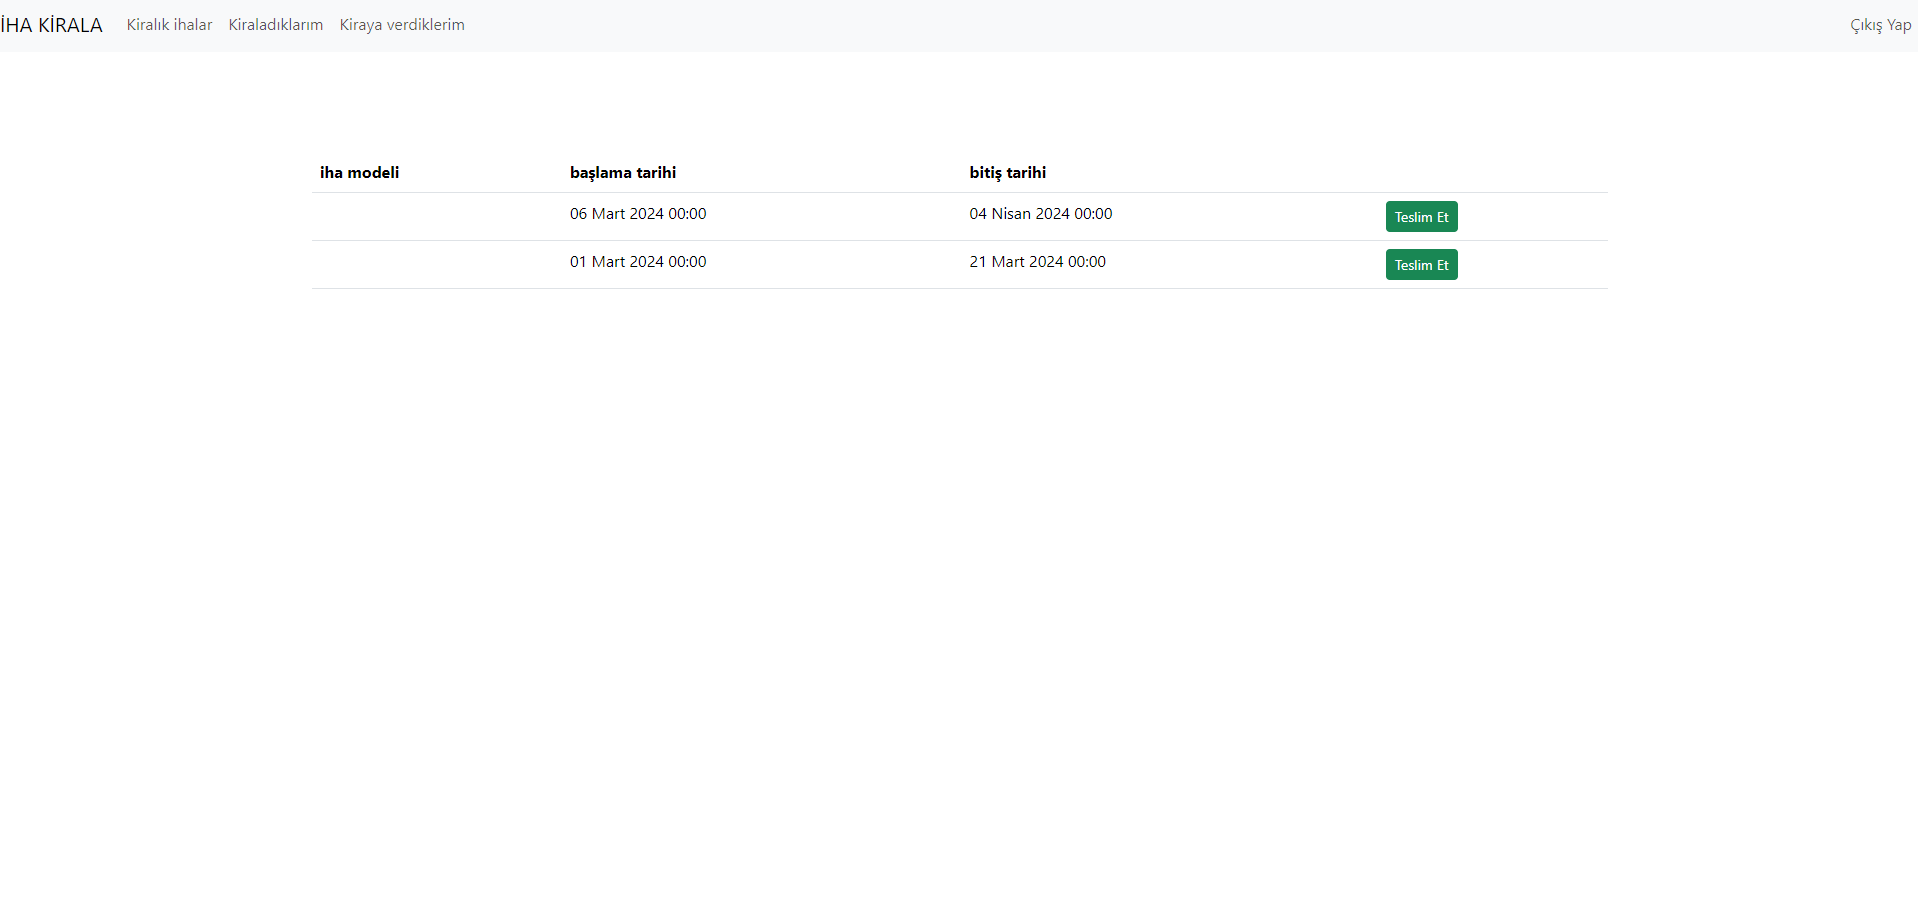 İHA KİRALA Kiralık ihalar Kiraladıklarım Kiraya verdiklerim Çıkış Yap
iha modeli başlama tarihi bitiş tarihi
06 Mart 2024 00:00 04 Nisan 2024 00:00 Teslim Et
01 Mart 2024 00:00 21 Mart 2024 00:00 Teslim Et